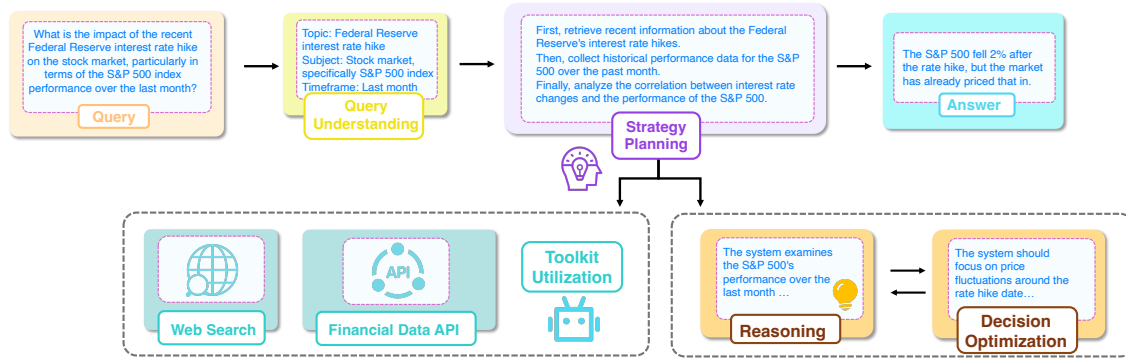 What is the impact of the recent
Federal Reserve interest rate hike
on the stock market, particularly in
terms of the S&P 500 index
performance over the last month?
Query
Topic: Federal Reserve
interest rate hike
Subject: Stock market,
specifically S&P 500 index
Timeframe: Last month
Query
Understanding
First, retrieve recent information about the Federal
Reserve's interest rate hikes.
Then, collect historical performance data for the S&P
500 over the past month.
Finally, analyze the correlation between interest rate
changes and the performance of the S&P 500.
Strategy
Planning
The S&P 500 fell 2% after
the rate hike, but the market
has already priced that in.
Answer
Web Search
API
Financial Data API
Toolkit
Utilization
The system examines
the S&P 500's
performance over the
last month ...
Reasoning
The system should
focus on price
fluctuations around the
rate hike date...
Decision
Optimization